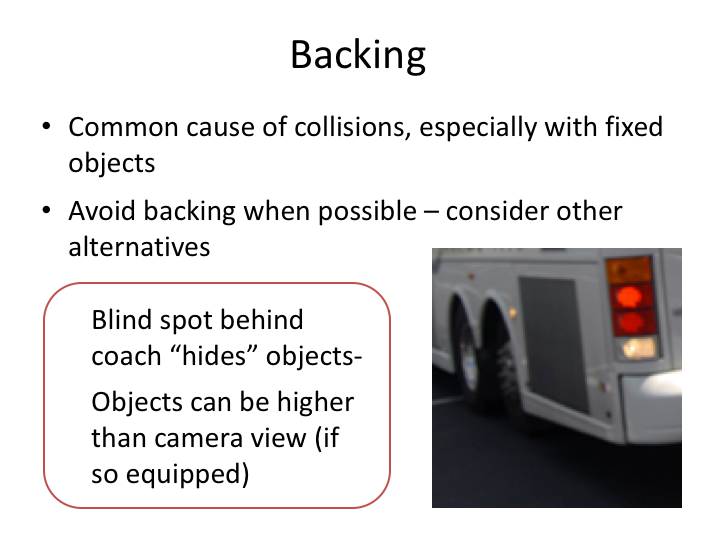 Backing
• Common cause of collisions, especially with fixed
objects
• Avoid backing when possible – consider other
alternatives
Blind spot behind
coach “hides” objects-
Objects can be higher
than camera view (if
so equipped)